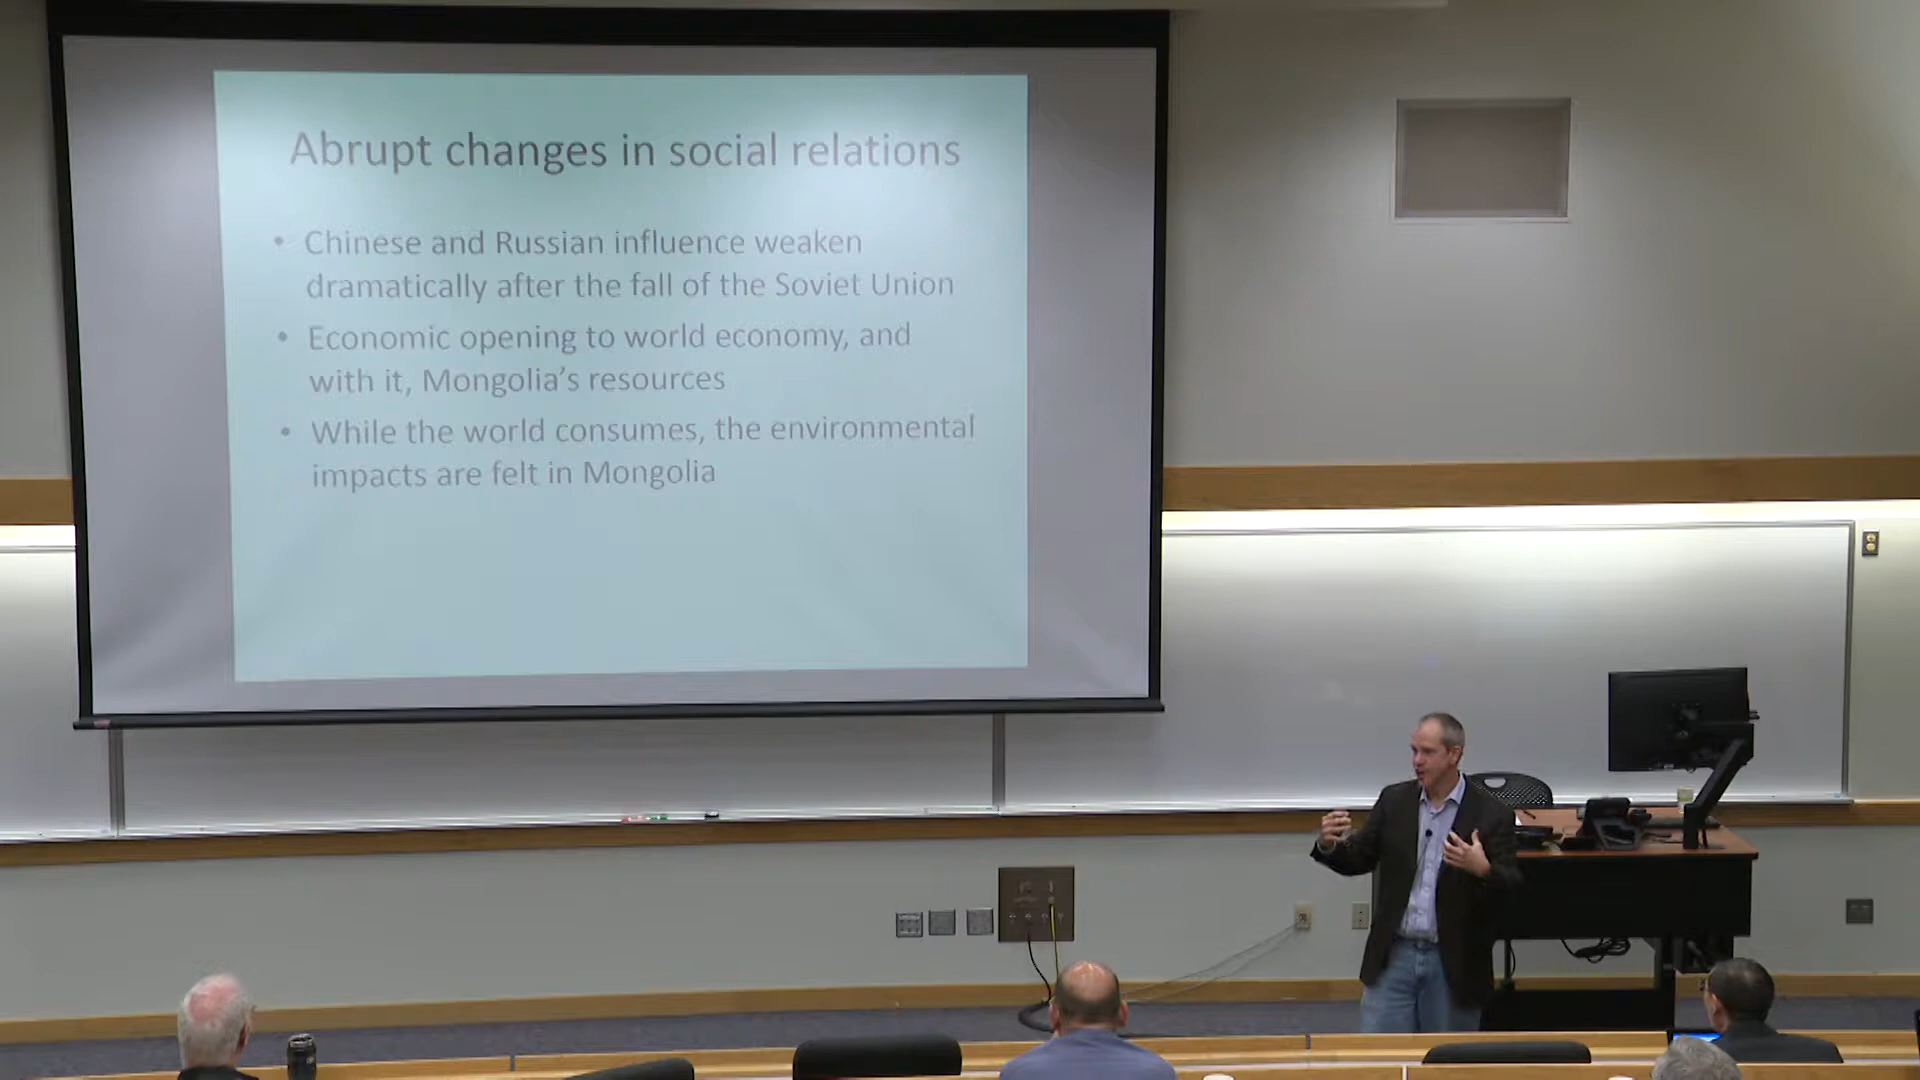 Abrupt changes in social relations
• Chinese and Russian influence weaken
dramatically after the fall of the Soviet Union
• Economic opening to world economy, and
with it, Mongolia's resources
• While the world consumes, the environmental
impacts are felt in Mongolia